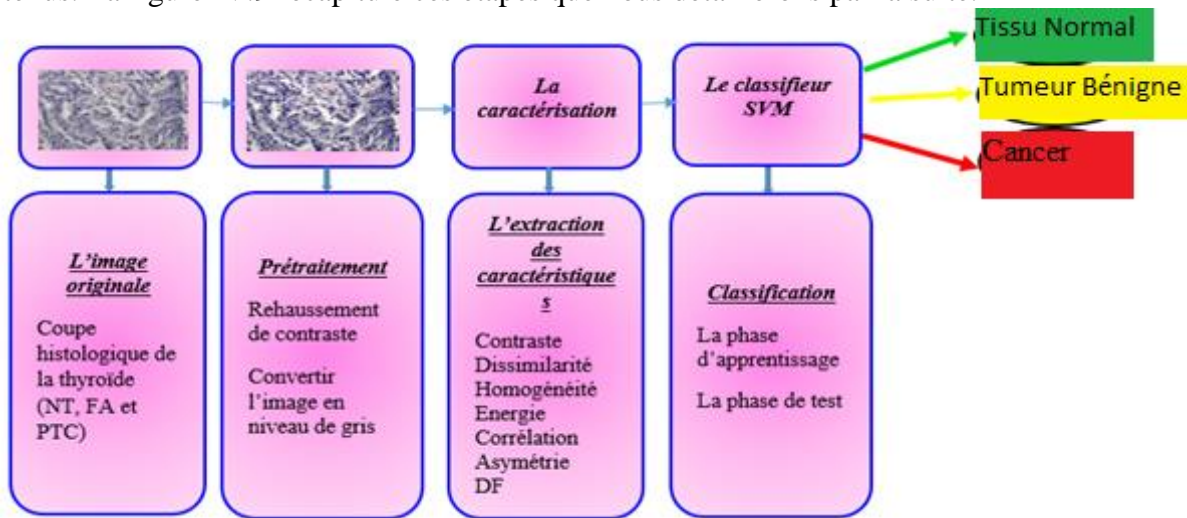 La
caractérisation
Le classifieur
SVM
Tissu Normal
Tumeur Bénigne
Cancer
L'image
originale
Coupe
histologique de
la thyroïde
(NT, FA et
PTC)
Prétraitement
Rehaussement
de contraste
Convertir
l'image en
niveau de gris
L'extraction
des
caractéristique
s
Contraste
Dissimilarité
Homogénéité
Energie
Corrélation
Asymétrie
DF
Classification
La phase
d'apprentissage
La phase de test